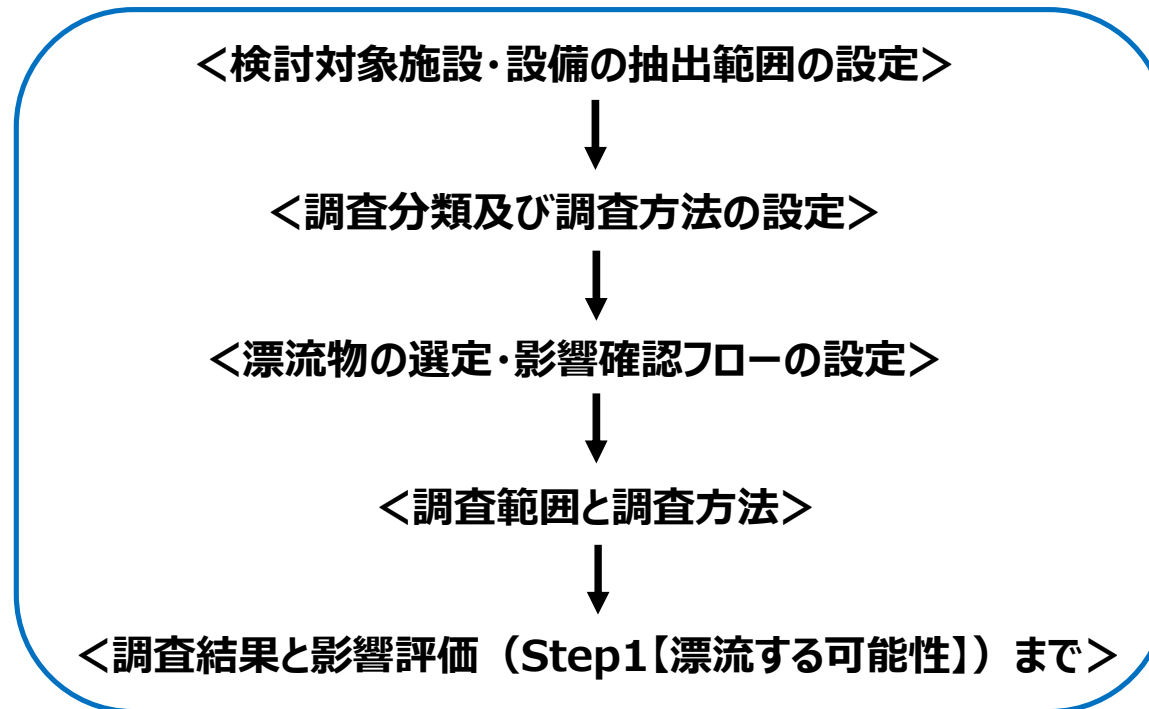 ＜検討対象施設・設備の抽出範囲の設定＞
＜調査分類及び調査方法の設定＞
＜漂流物の選定・影響確認フローの設定＞
＜調査範囲と調査方法＞
＜調査結果と影響評価（Step1【漂流する可能性】）まで＞